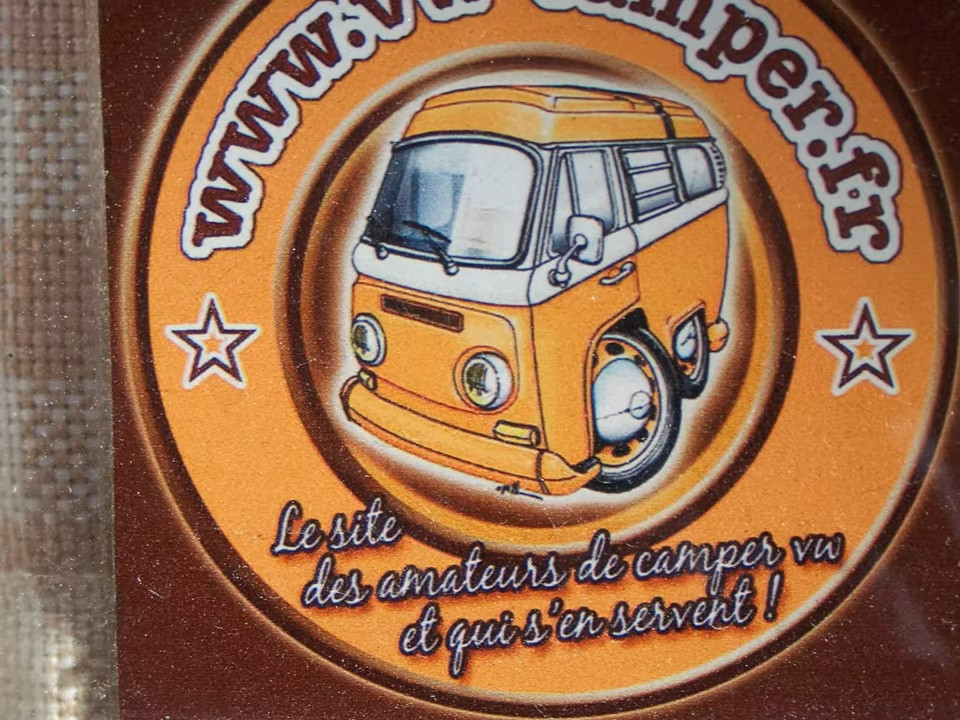 www.vw-camper.fr
Le site
des amateurs de camper vw
et qui s'en servent !